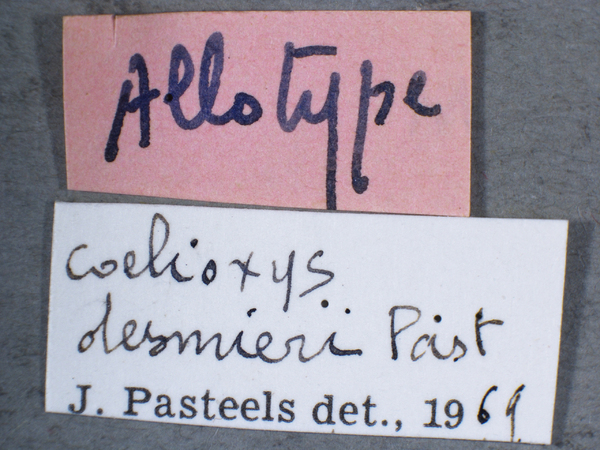 Allotype
coelioxys
desmieri Past
J. Pasteels det., 1969